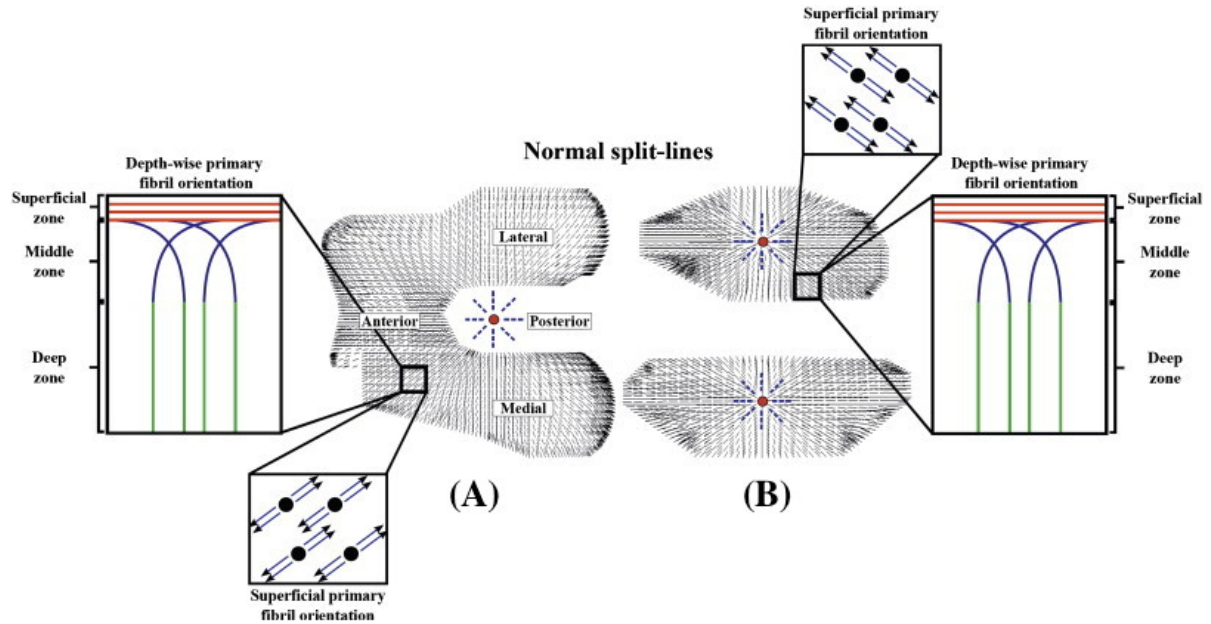 Superficial primary
fibril orientation
Normal split-lines
Depth-wise primary
fibril orientation
Superficial
zone
Middle
zone
Deep
zone
Lateral
Anterior
Posterior
Medial
Depth-wise primary
fibril orientation
Superficial
zone
Middle
zone
Deep
zone
(A)
(B)
Superficial primary
fibril orientation